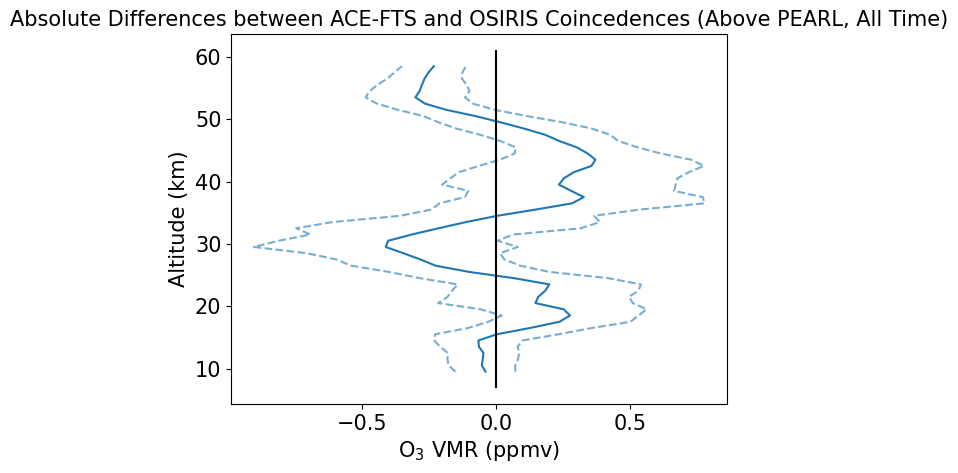 Absolute Differences between ACE-FTS and OSIRIS Coincedences (Above PEARL, All Time)
60
50
40
30
20
10
Altitude (km)
−0.5 0.0 0.5
O₃ VMR (ppmv)